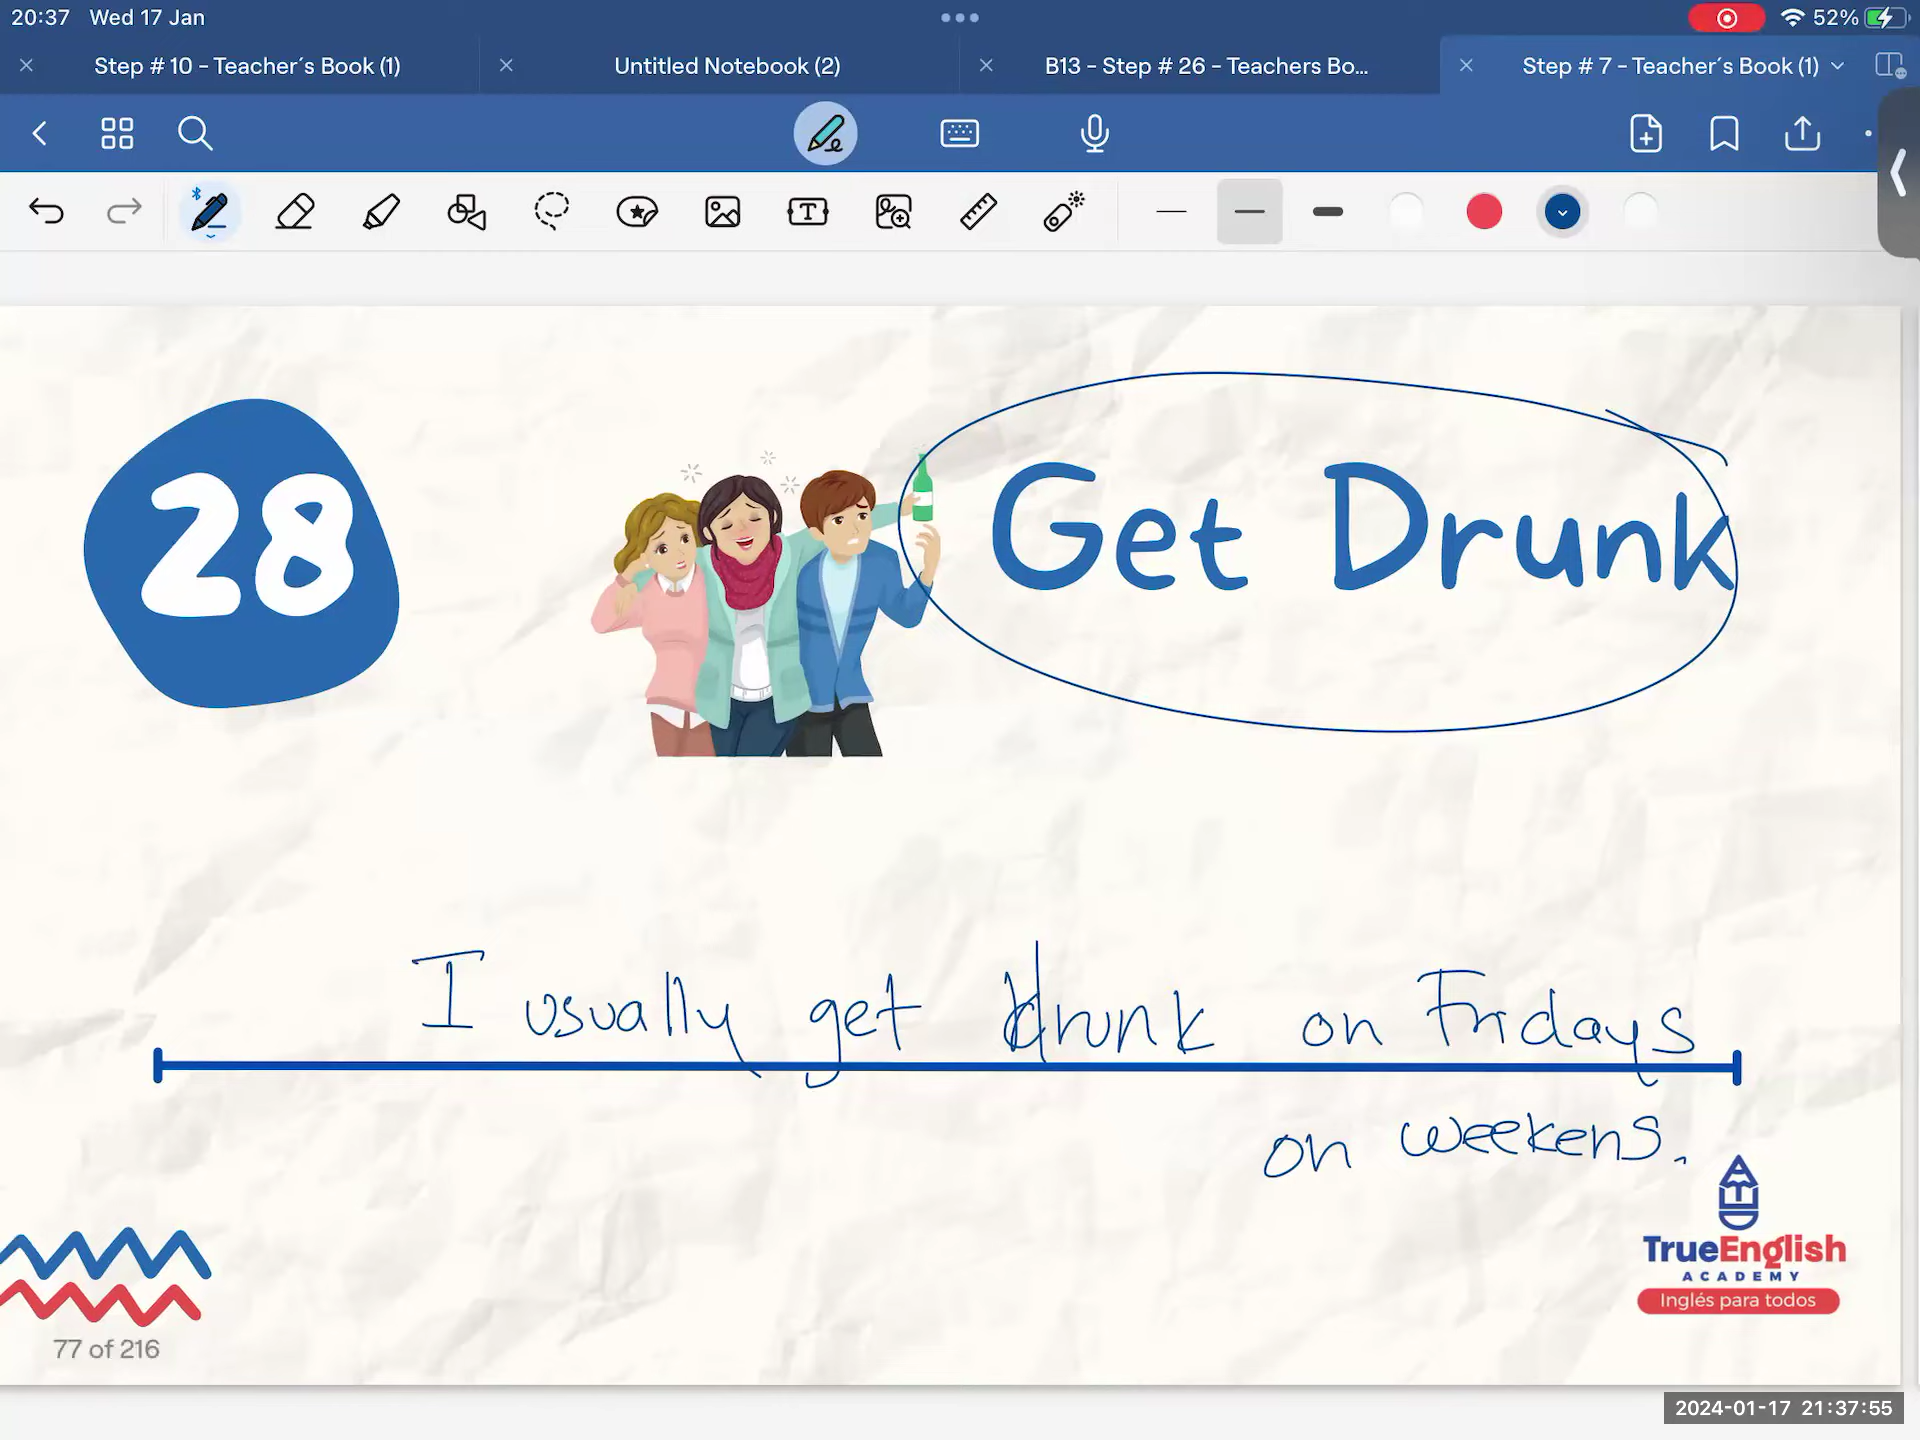 20:37 Wed 17 Jan
52%
Step # 10 - Teacher´s Book (1)
Untitled Notebook (2)
B13 - Step # 26 - Teachers Bo...
Step # 7 - Teacher´s Book (1)
28
Get Drunk
I usually get drunk on Fridays
on weekens.
TrueEnglish
ACADEMY
Inglés para todos
77 of 216
2024-01-17 21:37:55